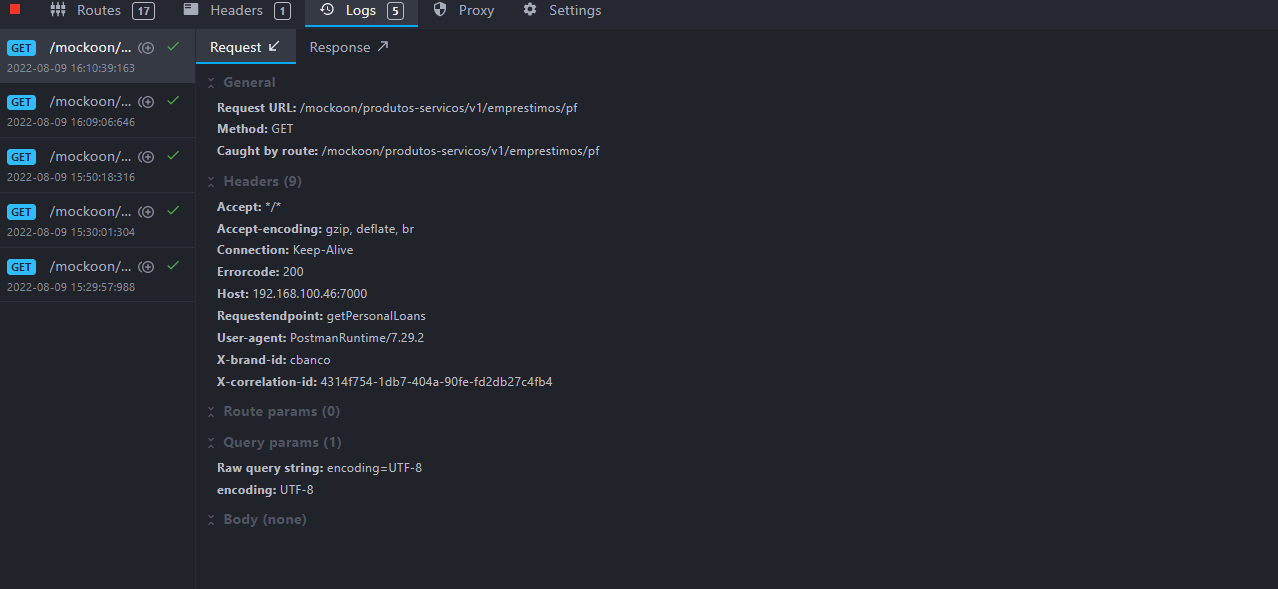 Routes 17 Headers 1 Logs 5 Proxy Settings
GET /mockoon/...
2022-08-09 16:10:39:163
GET /mockoon/...
2022-08-09 16:09:06:646
GET /mockoon/...
2022-08-09 15:50:18:316
GET /mockoon/...
2022-08-09 15:30:01:304
GET /mockoon/...
2022-08-09 15:29:57:988
Request Response
General
Request URL: /mockoon/produtos-servicos/v1/emprestimos/pf
Method: GET
Caught by route: /mockoon/produtos-servicos/v1/emprestimos/pf
Headers (9)
Accept: */*
Accept-encoding: gzip, deflate, br
Connection: Keep-Alive
Errorcode: 200
Host: 192.168.100.46:7000
Requestendpoint: getPersonalLoans
User-agent: PostmanRuntime/7.29.2
X-brand-id: cbanco
X-correlation-id: 4314f754-1db7-404a-90fe-fd2db27c4fb4
Route params (0)
Query params (1)
Raw query string: encoding=UTF-8
encoding: UTF-8
Body (none)